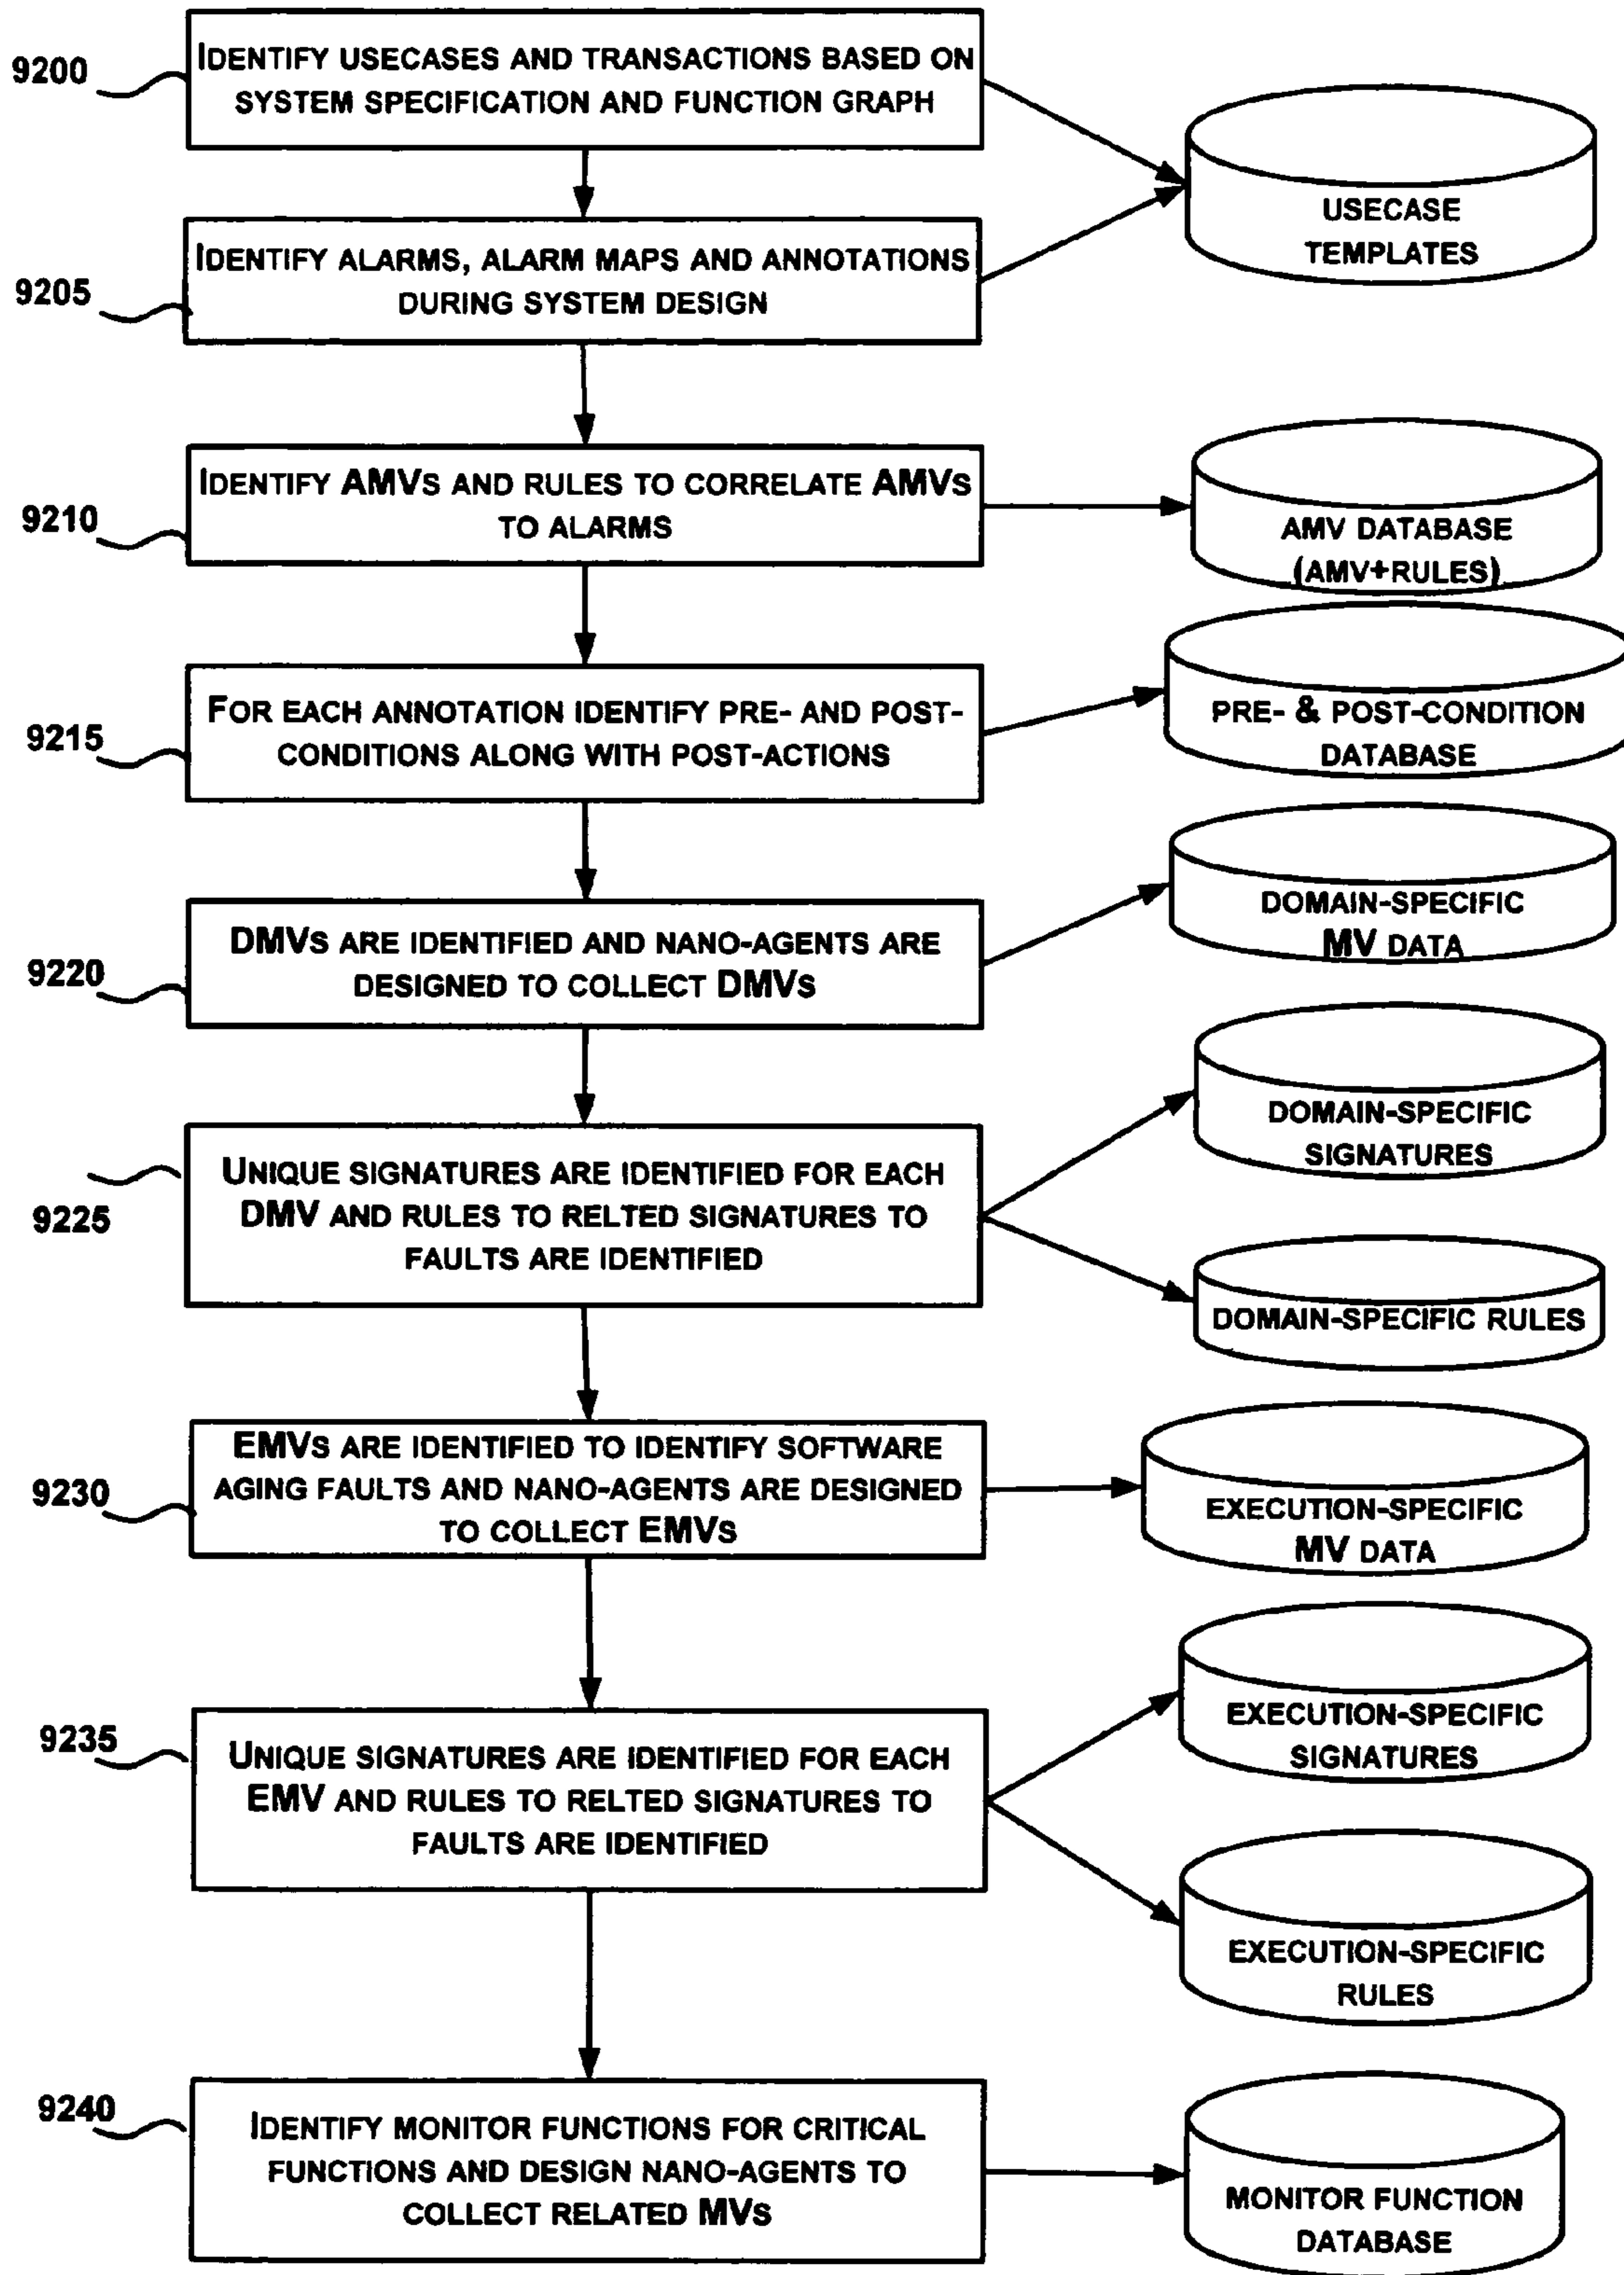 9200
IDENTIFY USECASES AND TRANSACTIONS BASED ON
SYSTEM SPECIFICATION AND FUNCTION GRAPH
USECASE
TEMPLATES
9205
IDENTIFY ALARMS, ALARM MAPS AND ANNOTATIONS
DURING SYSTEM DESIGN
9210
IDENTIFY AMVS AND RULES TO CORRELATE AMVS
TO ALARMS
AMV DATABASE
(AMV+RULES)
9215
FOR EACH ANNOTATION IDENTIFY PRE- AND POST-
CONDITIONS ALONG WITH POST-ACTIONS
PRE- & POST-CONDITION
DATABASE
9220
DMVS ARE IDENTIFIED AND NANO-AGENTS ARE
DESIGNED TO COLLECT DMVS
DOMAIN-SPECIFIC
MV DATA
9225
UNIQUE SIGNATURES ARE IDENTIFIED FOR EACH
DMV AND RULES TO RELTED SIGNATURES TO
FAULTS ARE IDENTIFIED
DOMAIN-SPECIFIC
SIGNATURES
DOMAIN-SPECIFIC RULES
9230
EMVS ARE IDENTIFIED TO IDENTIFY SOFTWARE
AGING FAULTS AND NANO-AGENTS ARE DESIGNED
TO COLLECT EMVS
EXECUTION-SPECIFIC
MV DATA
9235
UNIQUE SIGNATURES ARE IDENTIFIED FOR EACH
EMV AND RULES TO RELTED SIGNATURES TO
FAULTS ARE IDENTIFIED
EXECUTION-SPECIFIC
SIGNATURES
EXECUTION-SPECIFIC
RULES
9240
IDENTIFY MONITOR FUNCTIONS FOR CRITICAL
FUNCTIONS AND DESIGN NANO-AGENTS TO
COLLECT RELATED MVS
MONITOR FUNCTION
DATABASE